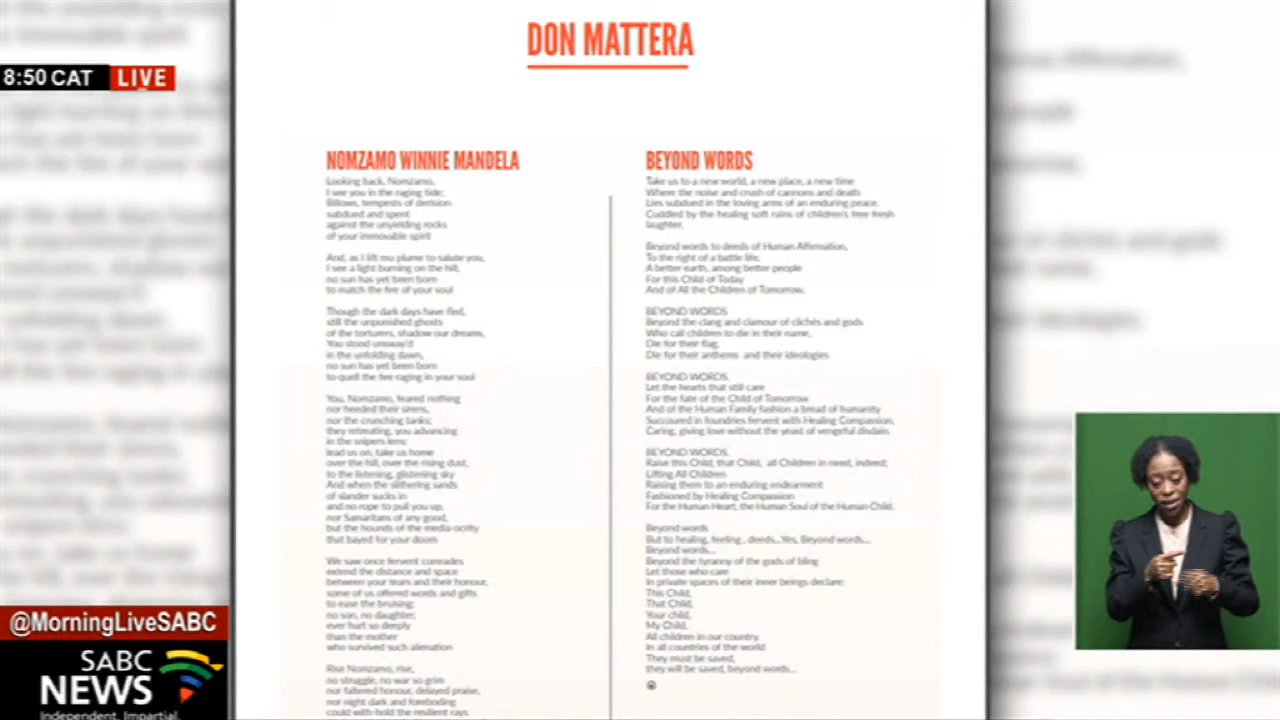 DON MATTERA
8:50 CAT LIVE
NOMZAMO WINNIE MANDELA
Looking back, Nomzamo,
I see you in the raging tide;
Billows, tempests of derision
subdued and spent
against the unyielding rocks
of your immovable spirit
And, as I lift mu plume to salute you,
I see a light burning on the hill,
no sun has yet been born
to match the fire of your soul
Though the dark days have fled,
still the unpunished ghosts
of the torturers, shadow our dreams,
You stood unsway'd
in the unfolding dawn,
no sun has yet been born
to quell the fire raging in your soul
You, Nomzamo, feared nothing
nor heeded their sirens,
nor the crunching tanks;
they retreating, you advancing
in the snipers lens:
lead us on, take us home
over the hill, over the rising dust,
to the listening, glistening sky
And when the slithering sands
of slander sucks in
and no rope to pull you up,
nor Samaritans of any good,
but the hounds of the media-ocrity
that bayed for your doom
We saw once fervent comrades
extend the distance and space
between your tears and their honour,
some of us offered words and gifts
to ease the bruising;
no son, no daughter,
ever hurt so deeply
than the mother
who survived such alienation
Rise Nomzamo, rise,
no struggle, no war so grim
nor faltered honour, delayed praise,
nor night dark and foreboding
could with-hold the resilient rays
BEYOND WORDS
Take us to a new world, a new place, a new time
Where the noise and crush of cannons and death
Lies subdued in the loving arms of an enduring peace.
Cuddled by the healing soft rains of children's free fresh
laughter.
Beyond words to deeds of Human Affirmation,
To the right of a battle life,
A better earth, among better people
For this Child of Today
And of All the Children of Tomorrow.
BEYOND WORDS
Beyond the clang and clamour of clichés and gods
Who call children to die in their name,
Die for their flag,
Die for their anthems and their ideologies
BEYOND WORDS,
Let the hearts that still care
For the fate of the Child of Tomorrow
And of the Human Family fashion a bread of humanity
Succoured in foundries fervent with Healing Compassion,
Caring, giving love without the yeast of vengeful disdain.
BEYOND WORDS,
Raise this Child, that Child, all Children in need, indeed;
Lifting All Children
Raising them to an enduring endearment
Fashioned by Healing Compassion
For the Human Heart, the Human Soul of the Human Child.
Beyond words
But to healing, feeling , deeds...Yes, Beyond words...
Beyond words...
Beyond the tyranny of the gods of bling
Let those who care
In private spaces of their inner beings declare:
This Child,
That Child,
Your child,
My Child,
All children in our country.
In all countries of the world
They must be saved,
they will be saved, beyond words...
@MorningLiveSABC
SABC
NEWS
Independent. Impartial.